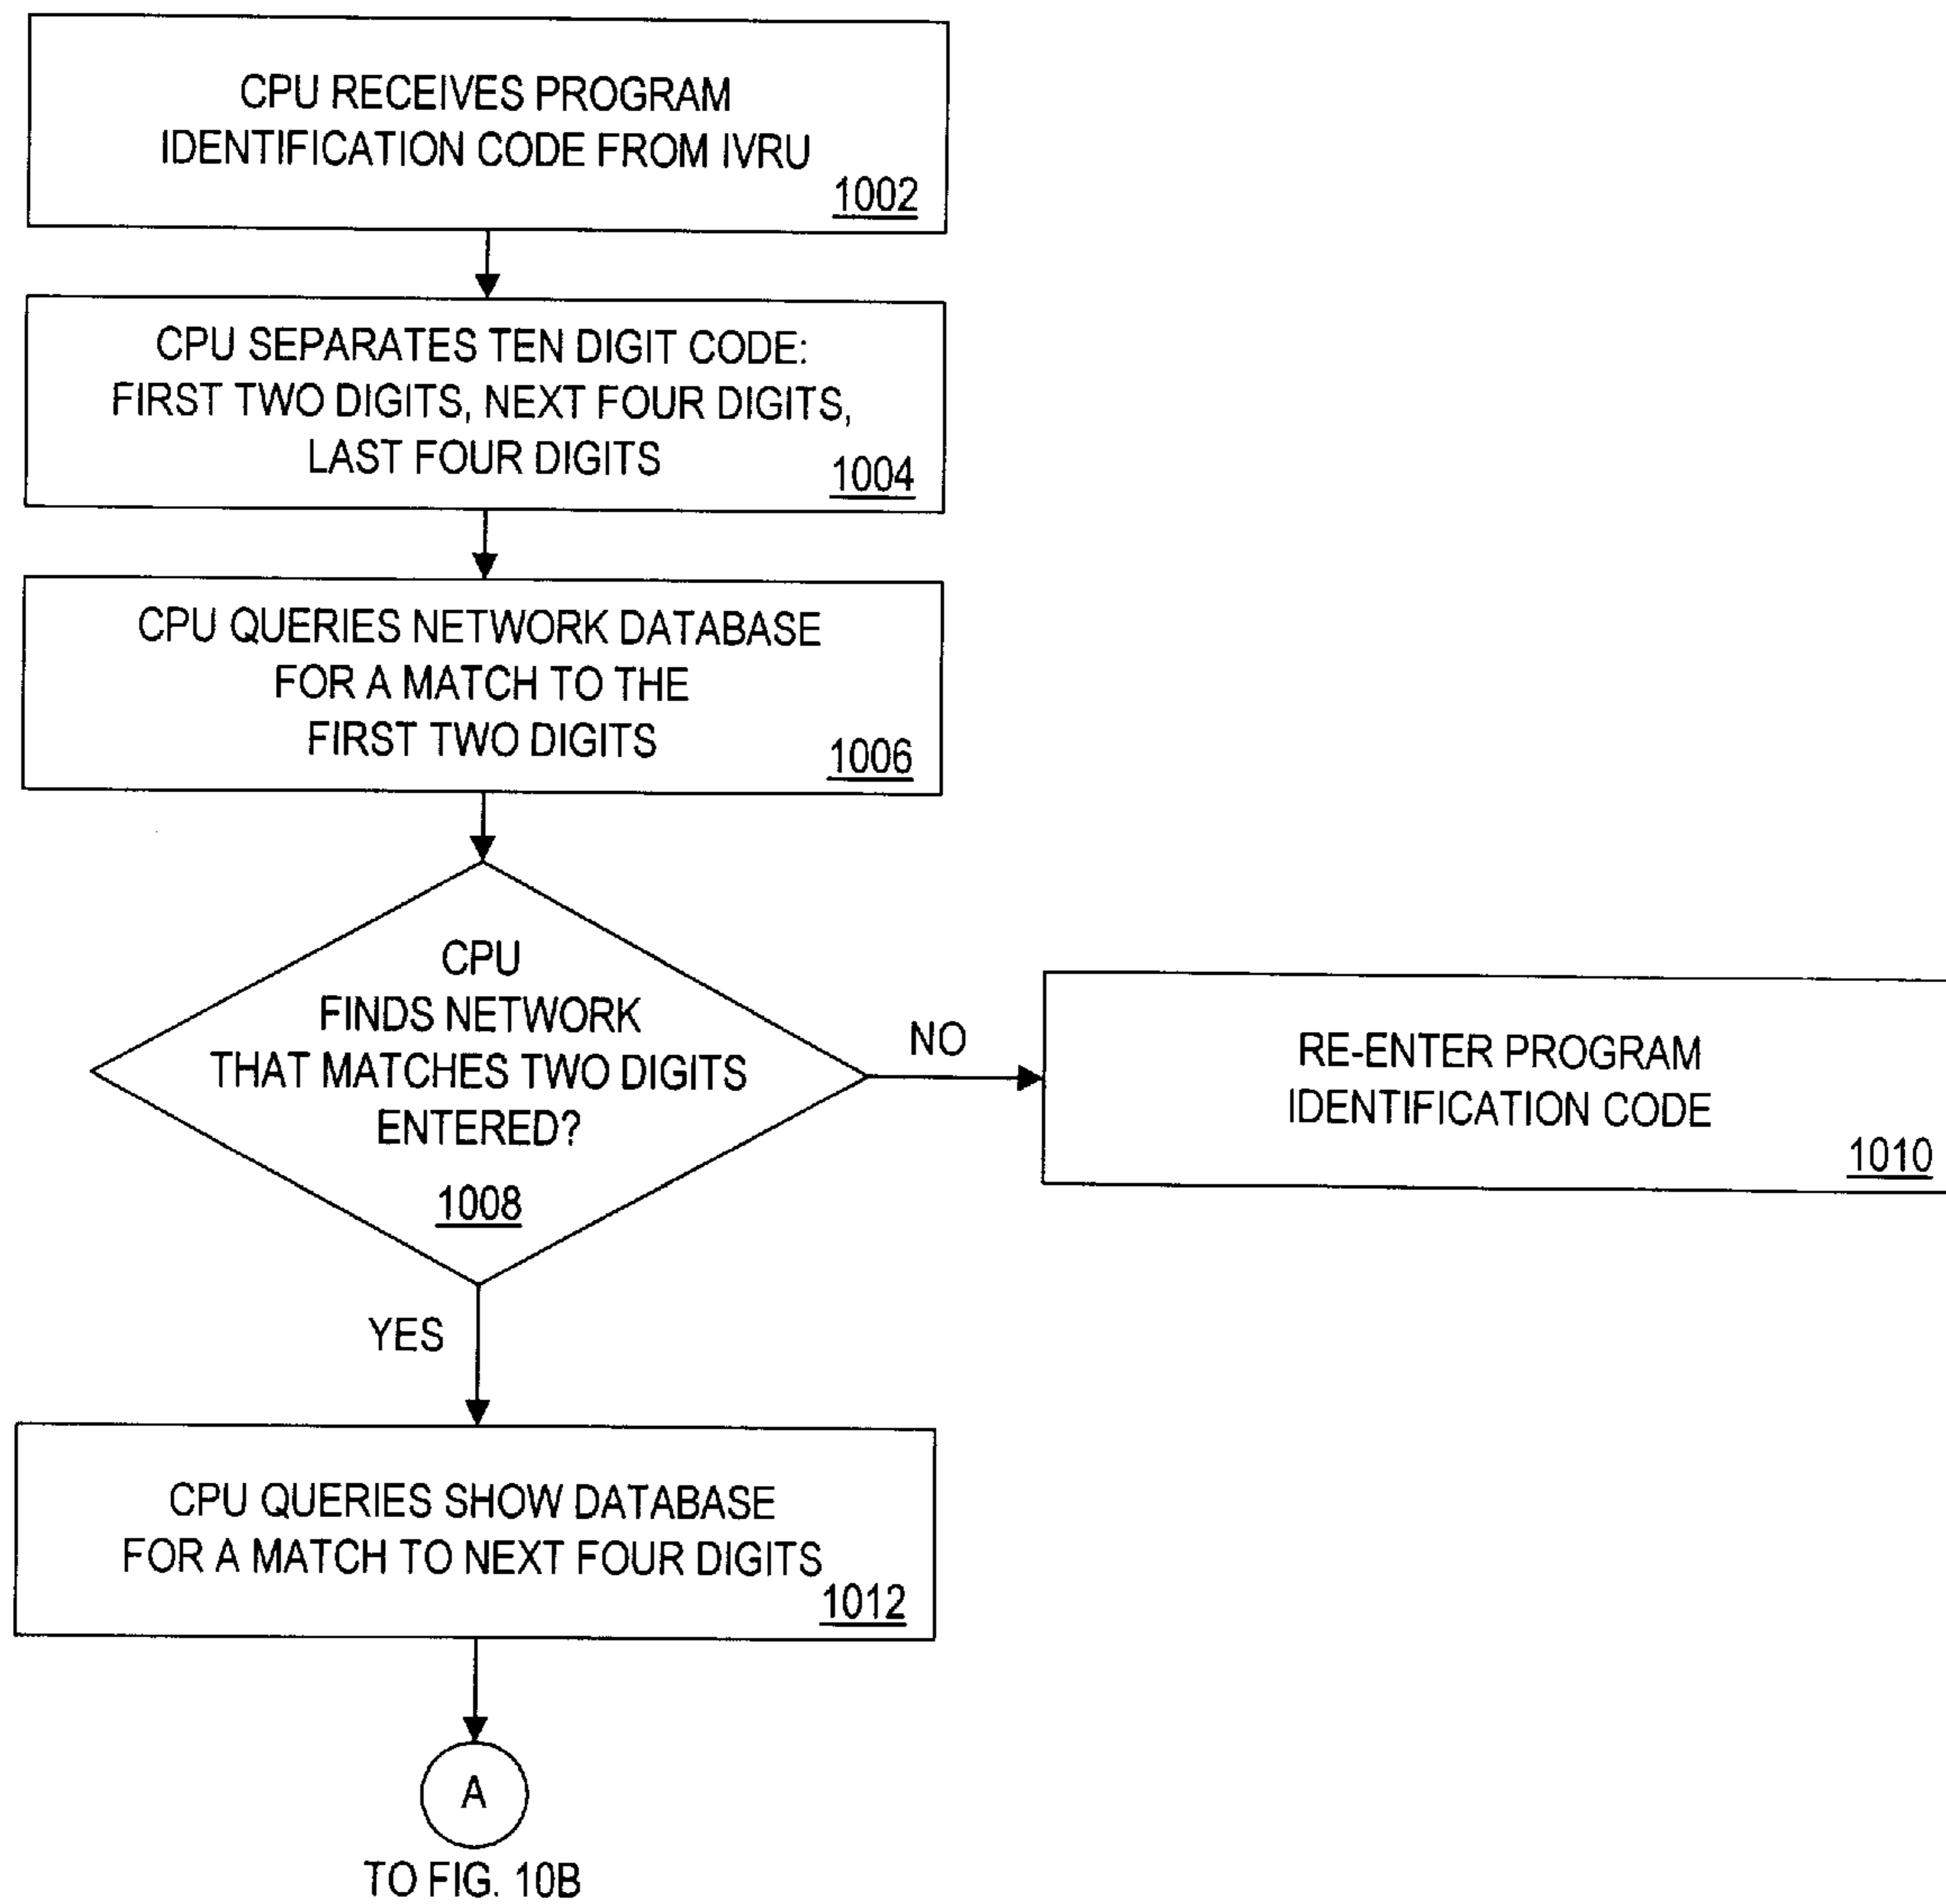 CPU RECEIVES PROGRAM
IDENTIFICATION CODE FROM IVRU
1002
CPU SEPARATES TEN DIGIT CODE:
FIRST TWO DIGITS, NEXT FOUR DIGITS,
LAST FOUR DIGITS
1004
CPU QUERIES NETWORK DATABASE
FOR A MATCH TO THE
FIRST TWO DIGITS
1006
CPU
FINDS NETWORK
THAT MATCHES TWO DIGITS
ENTERED?
1008
NO
RE-ENTER PROGRAM
IDENTIFICATION CODE
1010
YES
CPU QUERIES SHOW DATABASE
FOR A MATCH TO NEXT FOUR DIGITS
1012
A
TO FIG. 10B